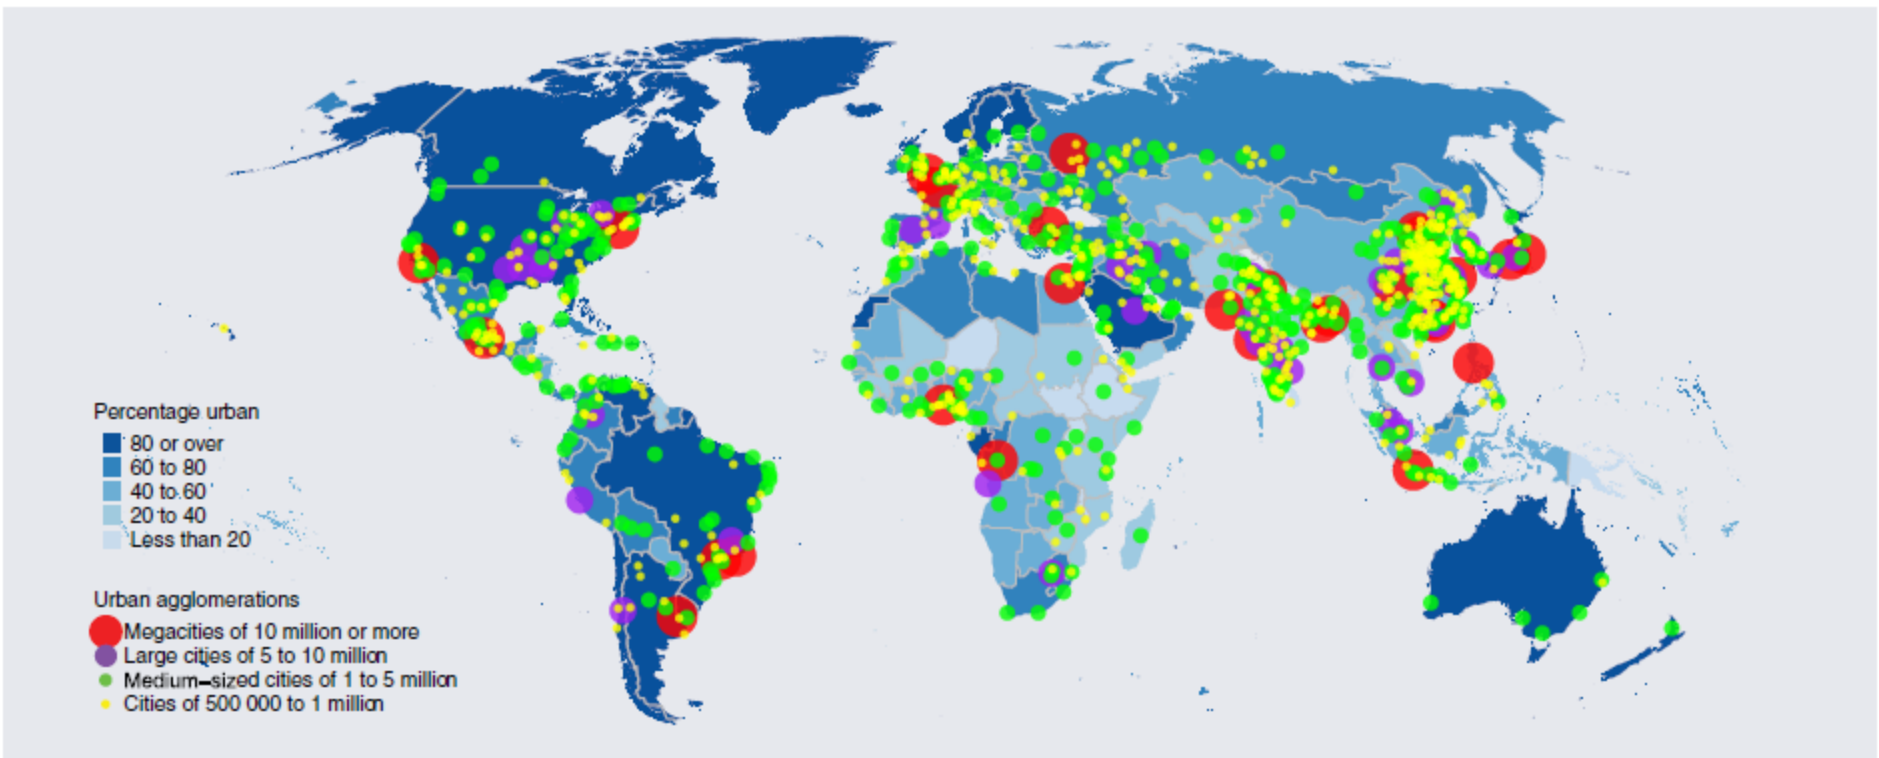 Percentage urban
80 or over
60 to 80
40 to 60
20 to 40
Less than 20
Urban agglomerations
Megacities of 10 million or more
Large cities of 5 to 10 million
Medium-sized cities of 1 to 5 million
Cities of 500 000 to 1 million